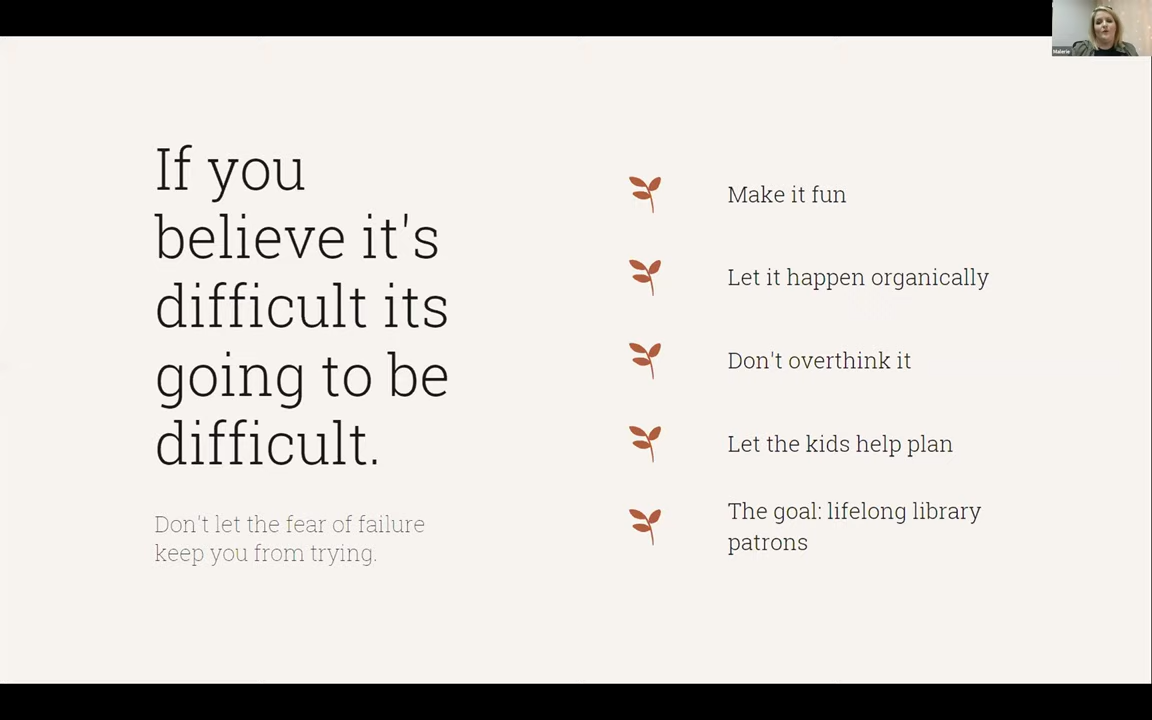 Malerie
If you
believe it's
difficult its
going to be
difficult.
Don't let the fear of failure
keep you from trying.
Make it fun
Let it happen organically
Don't overthink it
Let the kids help plan
The goal: lifelong library
patrons